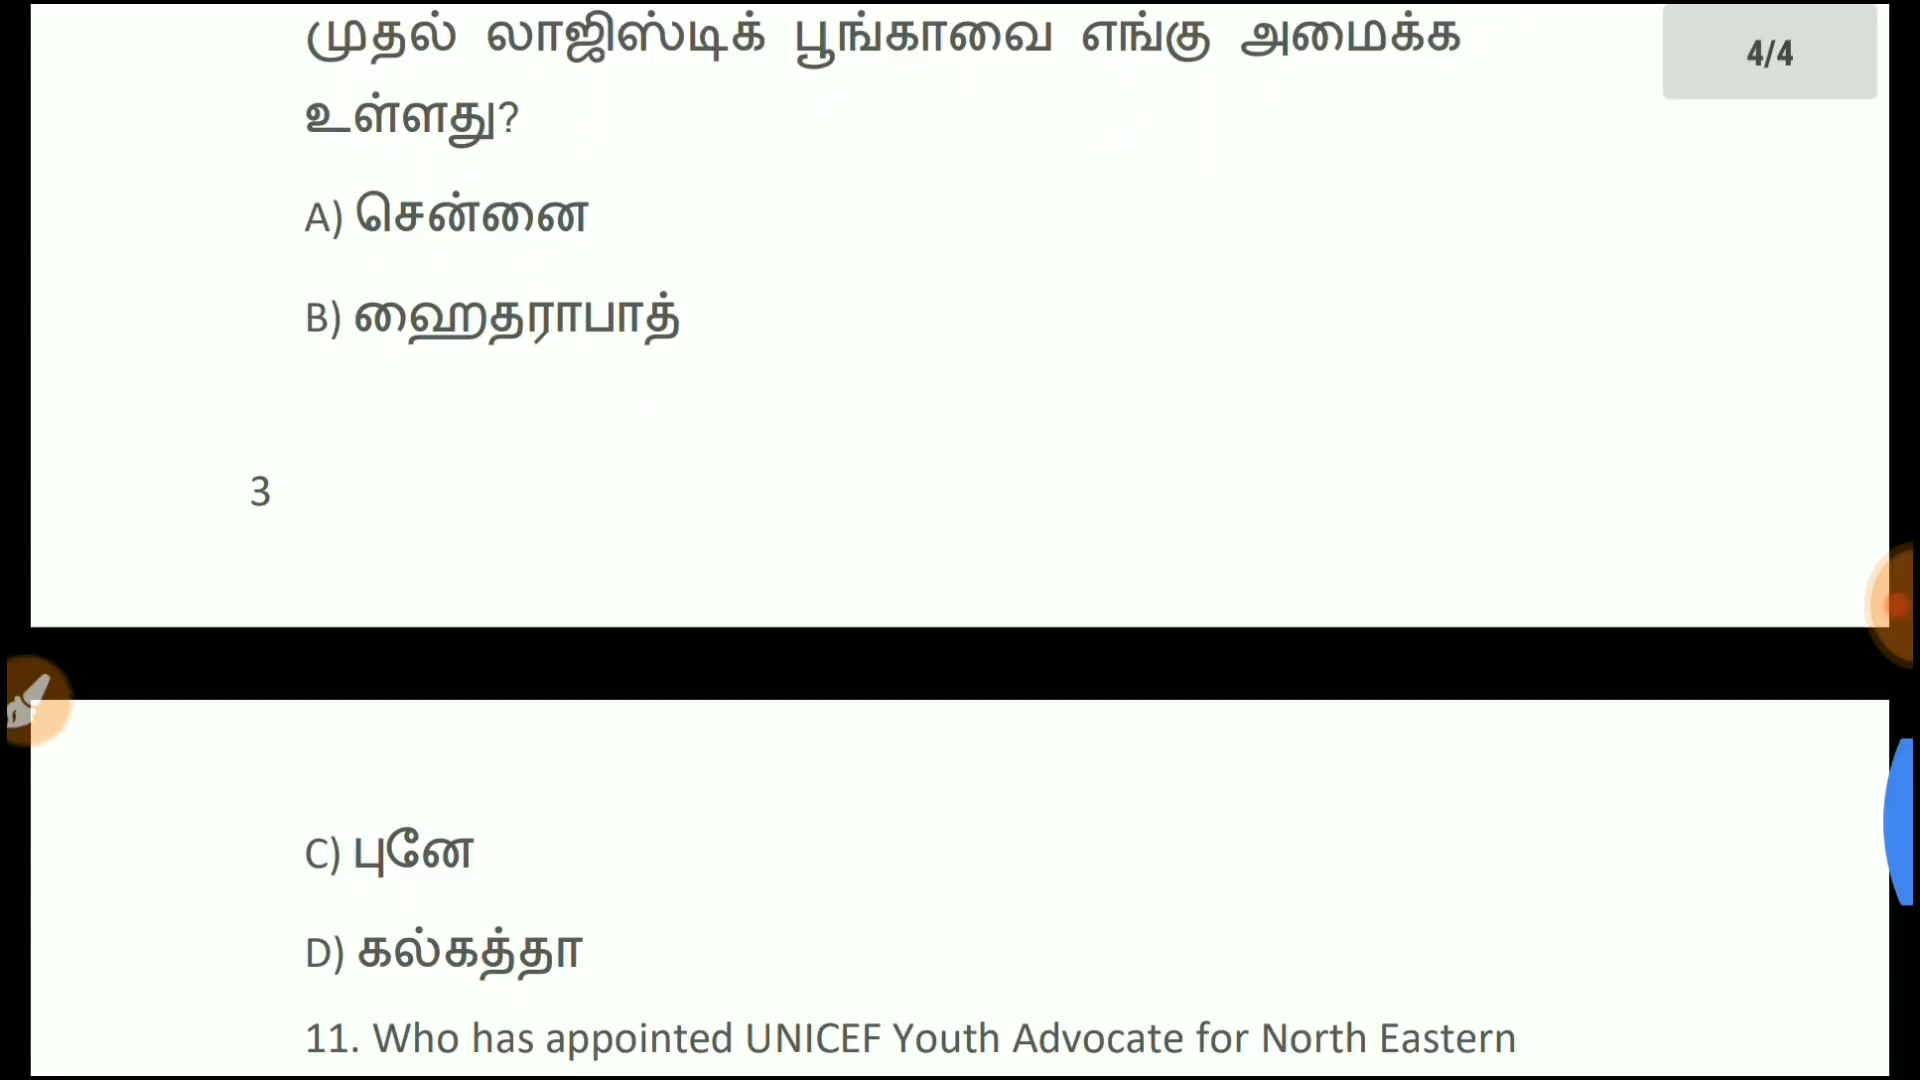 முதல் லாஜிஸ்டிக் பூங்காவை எங்கு அமைக்க
4/4
உள்ளது?
A) சென்னை
B) ஹைதராபாத்
3
C) புனே
D) கல்கத்தா
11. Who has appointed UNICEF Youth Advocate for North Eastern